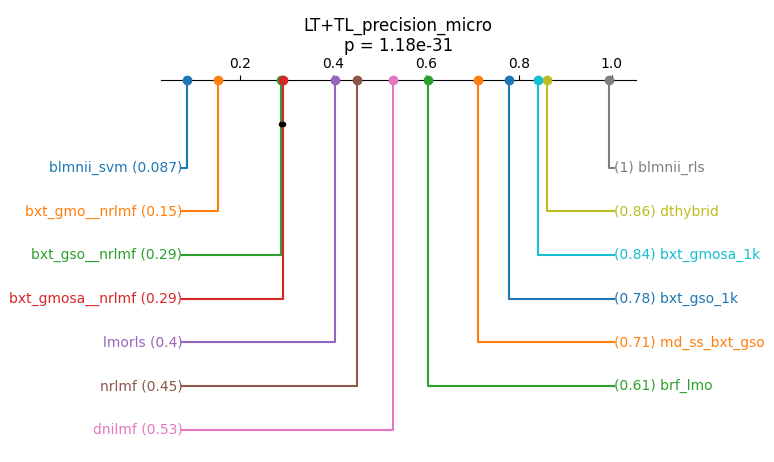 LT+TL_precision_micro
p = 1.18e-31
0.2 0.4 0.6 0.8 1.0
blmnii_svm (0.087) (1) blmnii_rls
bxt_gmo__nrlmf (0.15) (0.86) dthybrid
bxt_gso__nrlmf (0.29) (0.84) bxt_gmosa_1k
bxt_gmosa__nrlmf (0.29) (0.78) bxt_gso_1k
lmorls (0.4) (0.71) md_ss_bxt_gso
nrlmf (0.45) (0.61) brf_lmo
dnilmf (0.53)